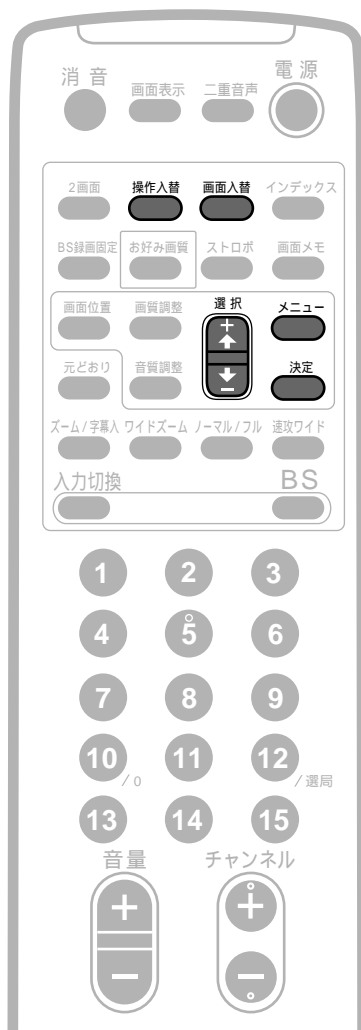 消音 画面表示 二重音声 電源
2画面 操作入替 画面入替 インデックス
BS録画固定 お好み画質 ストロボ 画面メモ
画面位置 画質調整 選択 メニュー
+
元どおり 音質調整 決定
−
ズーム/字幕入 ワイドズーム ノーマル/フル 速攻ワイド
入力切換 BS
1 2 3
4 5 6
7 8 9
10/0 11 12/選局
13 14 15
音量 チャンネル
+ +
− −